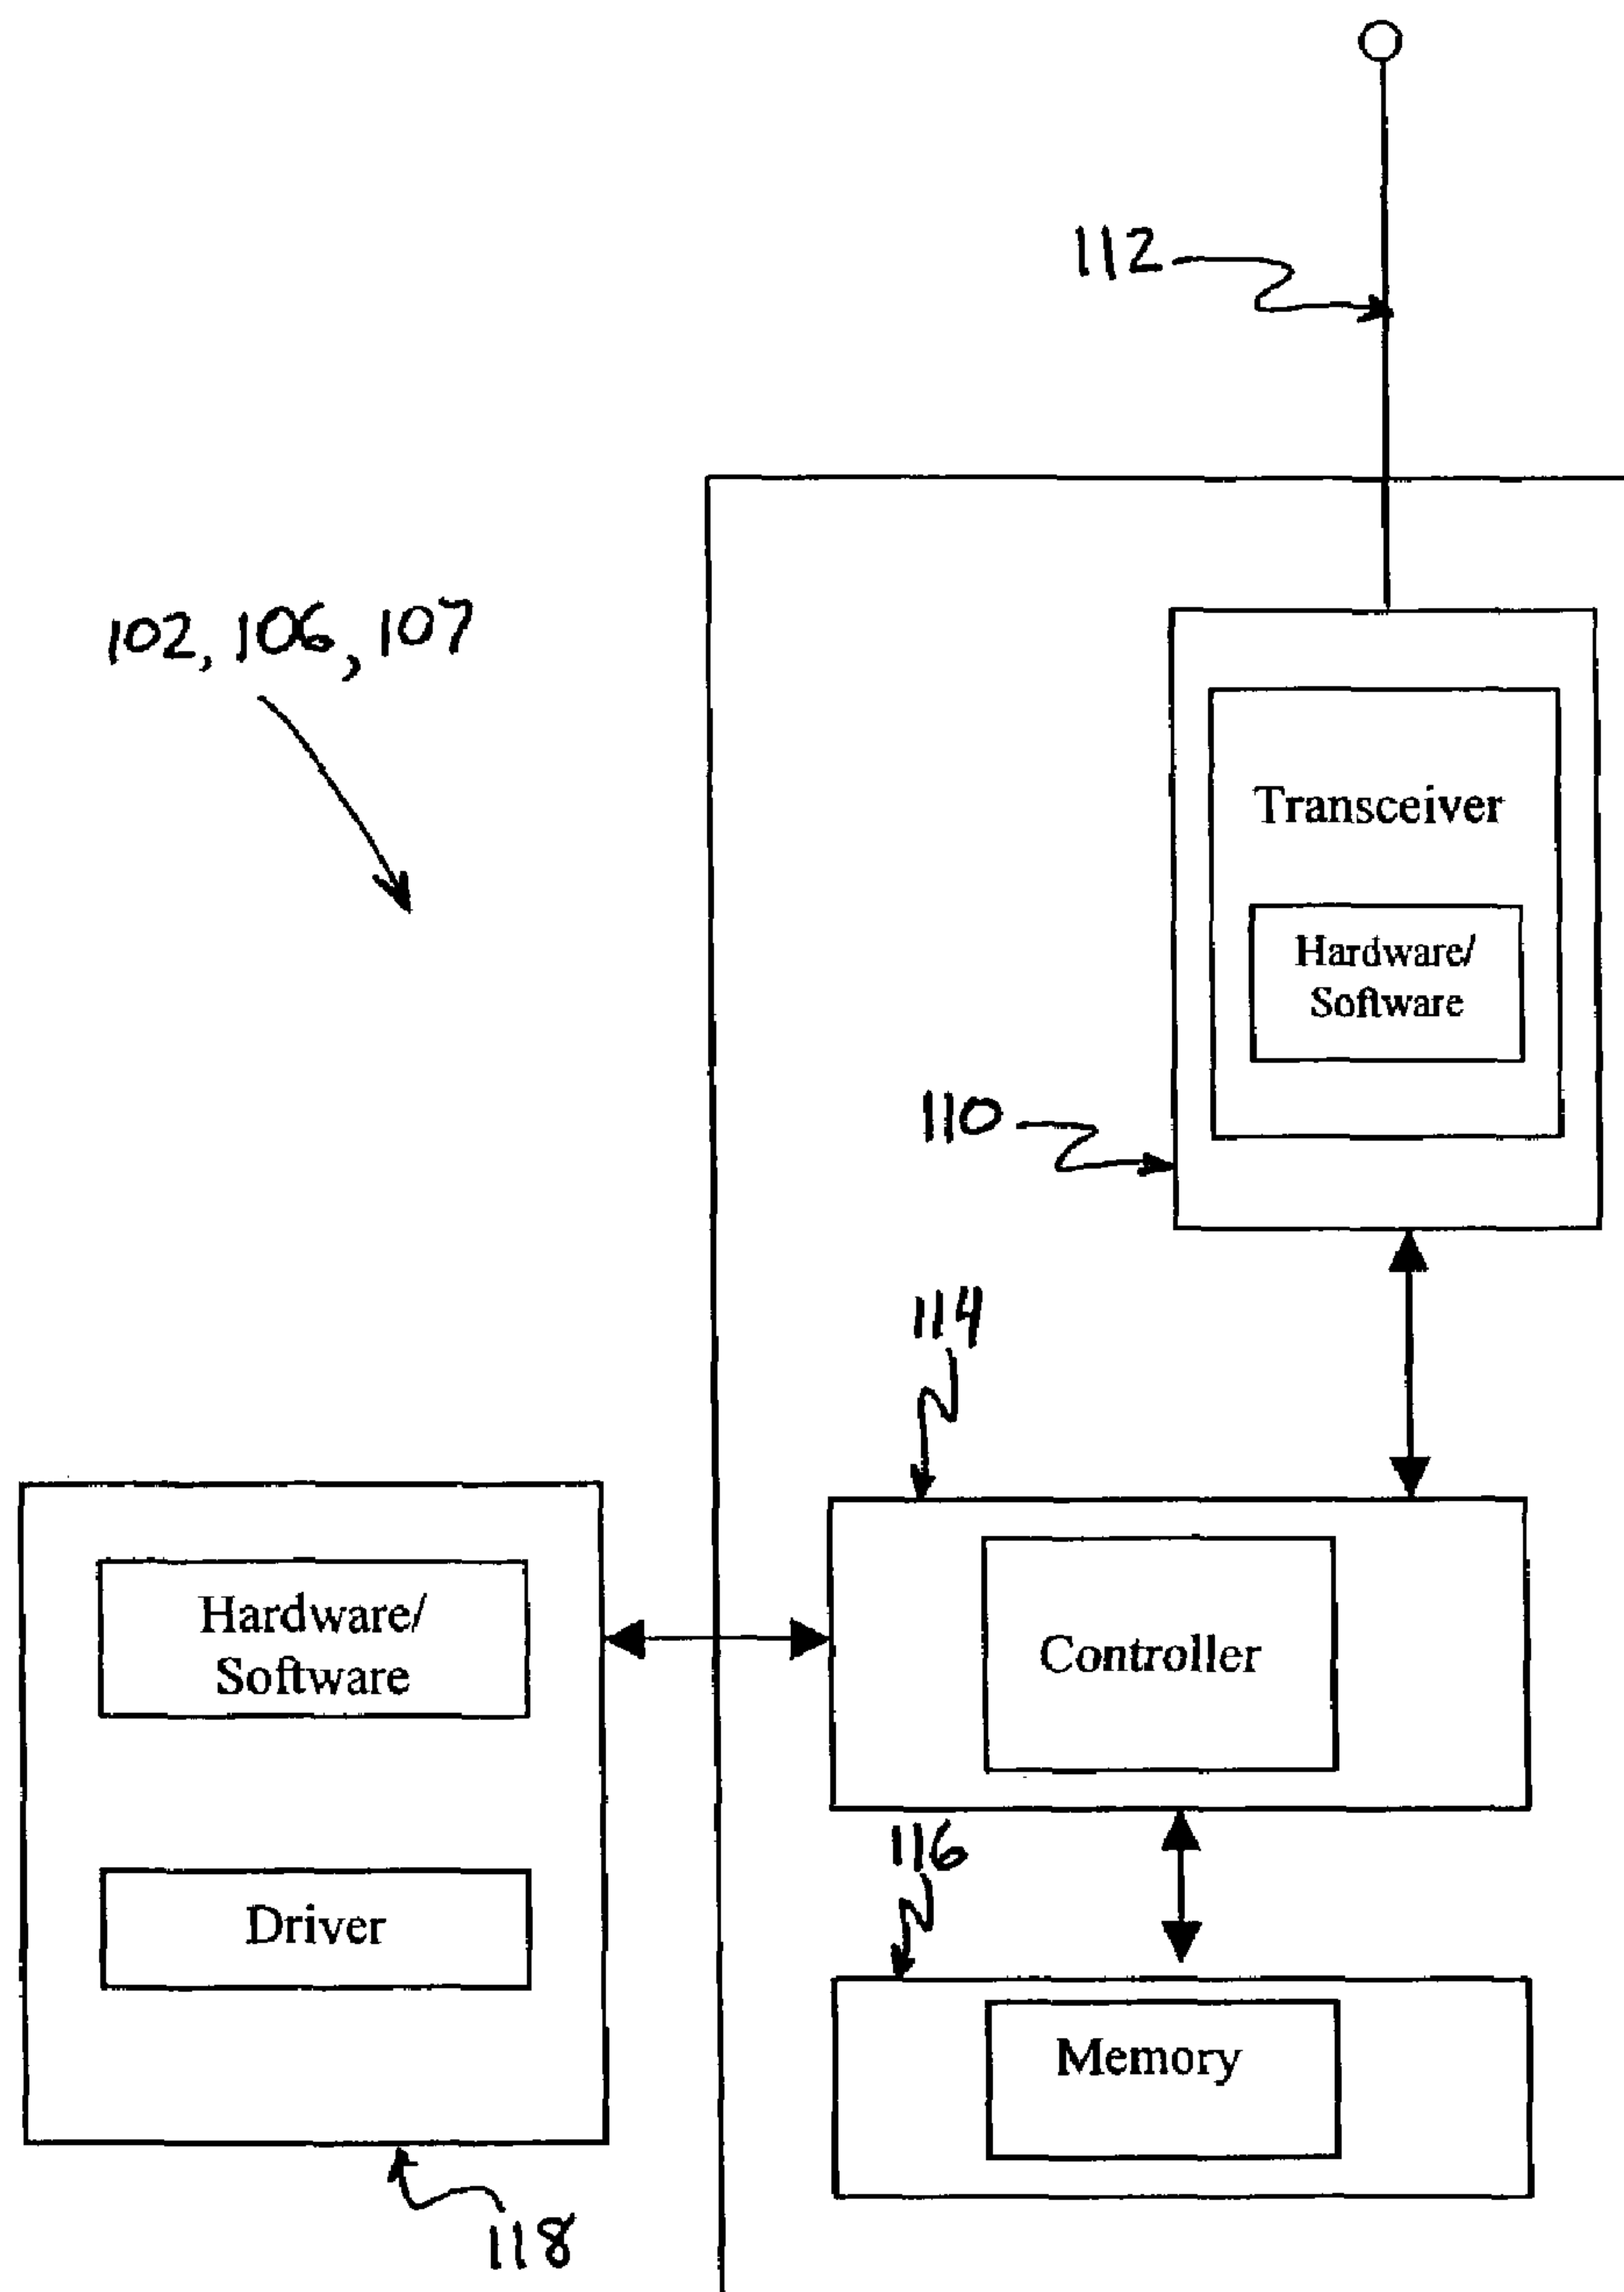 112
102, 106, 107
Transceiver
Hardware/
Software
110
114
Hardware/
Software
Controller
116
Driver
Memory
118